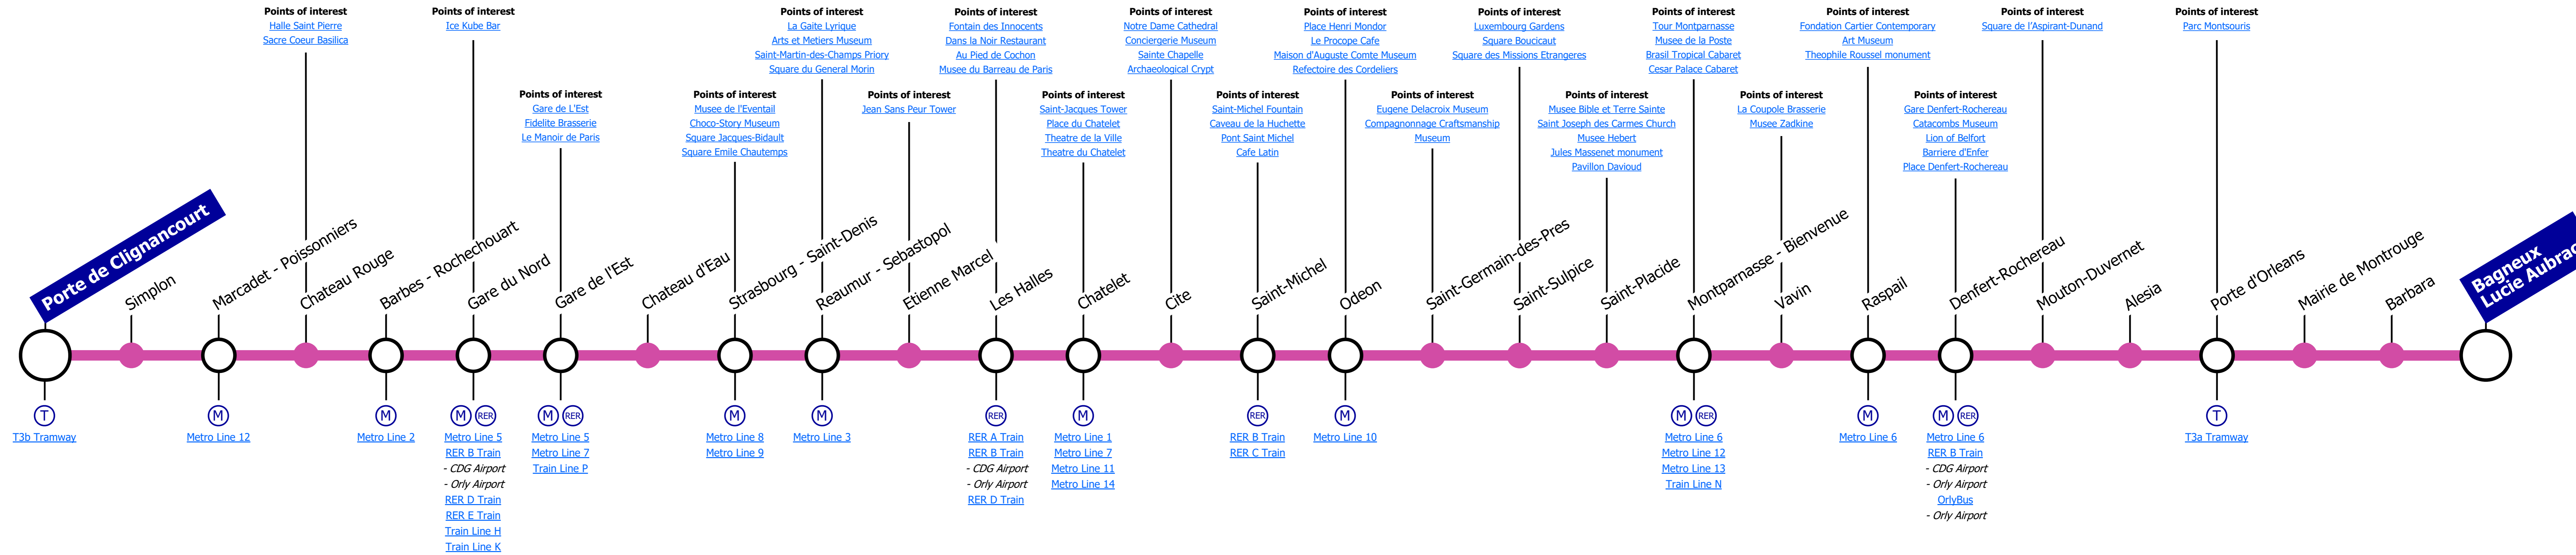 Points of interest
Halle Saint Pierre
Sacre Coeur Basilica
Points of interest
Ice Kube Bar
Points of interest
La Gaite Lyrique
Arts et Metiers Museum
Saint-Martin-des-Champs Priory
Square du General Morin
Points of interest
Fontain des Innocents
Dans la Noir Restaurant
Au Pied de Cochon
Musee du Barreau de Paris
Points of interest
Notre Dame Cathedral
Conciergerie Museum
Sainte Chapelle
Archaeological Crypt
Points of interest
Place Henri Mondor
Le Procope Cafe
Maison d'Auguste Comte Museum
Refectoire des Cordeliers
Points of interest
Luxembourg Gardens
Square Boucicaut
Square des Missions Etrangeres
Points of interest
Tour Montparnasse
Musee de la Poste
Brasil Tropical Cabaret
Cesar Palace Cabaret
Points of interest
Fondation Cartier Contemporary
Art Museum
Theophile Roussel monument
Points of interest
Square de l'Aspirant-Dunand
Points of interest
Parc Montsouris
Points of interest
Gare de L'Est
Fidelite Brasserie
Le Manoir de Paris
Points of interest
Musee de l'Eventail
Choco-Story Museum
Square Jacques-Bidault
Square Emile Chautemps
Points of interest
Jean Sans Peur Tower
Points of interest
Saint-Jacques Tower
Place du Chatelet
Theatre de la Ville
Theatre du Chatelet
Points of interest
Saint-Michel Fountain
Caveau de la Huchette
Pont Saint Michel
Cafe Latin
Points of interest
Eugene Delacroix Museum
Compagnonnage Craftsmanship
Museum
Points of interest
Musee Bible et Terre Sainte
Saint Joseph des Carmes Church
Musee Hebert
Jules Massenet monument
Pavillon Davioud
Points of interest
La Coupole Brasserie
Musee Zadkine
Points of interest
Gare Denfert-Rochereau
Catacombs Museum
Lion of Belfort
Barriere d'Enfer
Place Denfert-Rochereau
Porte de Clignancourt
Simplon
Marcadet - Poissonniers
Chateau Rouge
Barbes - Rochechouart
Gare du Nord
Gare de l'Est
Chateau d'Eau
Strasbourg - Saint-Denis
Reaumur - Sebastopol
Etienne Marcel
Les Halles
Chatelet
Cite
Saint-Michel
Odeon
Saint-Germain-des-Pres
Saint-Sulpice
Saint-Placide
Montparnasse - Bienvenue
Vavin
Raspail
Denfert-Rochereau
Mouton-Duvernet
Alesia
Porte d'Orleans
Mairie de Montrouge
Barbara
Bagneux
Lucie Aubrac
T
T3b Tramway
M
Metro Line 12
M
Metro Line 2
M RER
Metro Line 5
RER B Train
- CDG Airport
- Orly Airport
RER D Train
RER E Train
Train Line H
Train Line K
M RER
Metro Line 5
Metro Line 7
Train Line P
M
Metro Line 8
Metro Line 9
M
Metro Line 3
RER
RER A Train
RER B Train
- CDG Airport
- Orly Airport
RER D Train
M
Metro Line 1
Metro Line 7
Metro Line 11
Metro Line 14
RER
RER B Train
RER C Train
M
Metro Line 10
M RER
Metro Line 6
Metro Line 12
Metro Line 13
Train Line N
M
Metro Line 6
M RER
Metro Line 6
RER B Train
- CDG Airport
- Orly Airport
OrlyBus
- Orly Airport
T
T3a Tramway